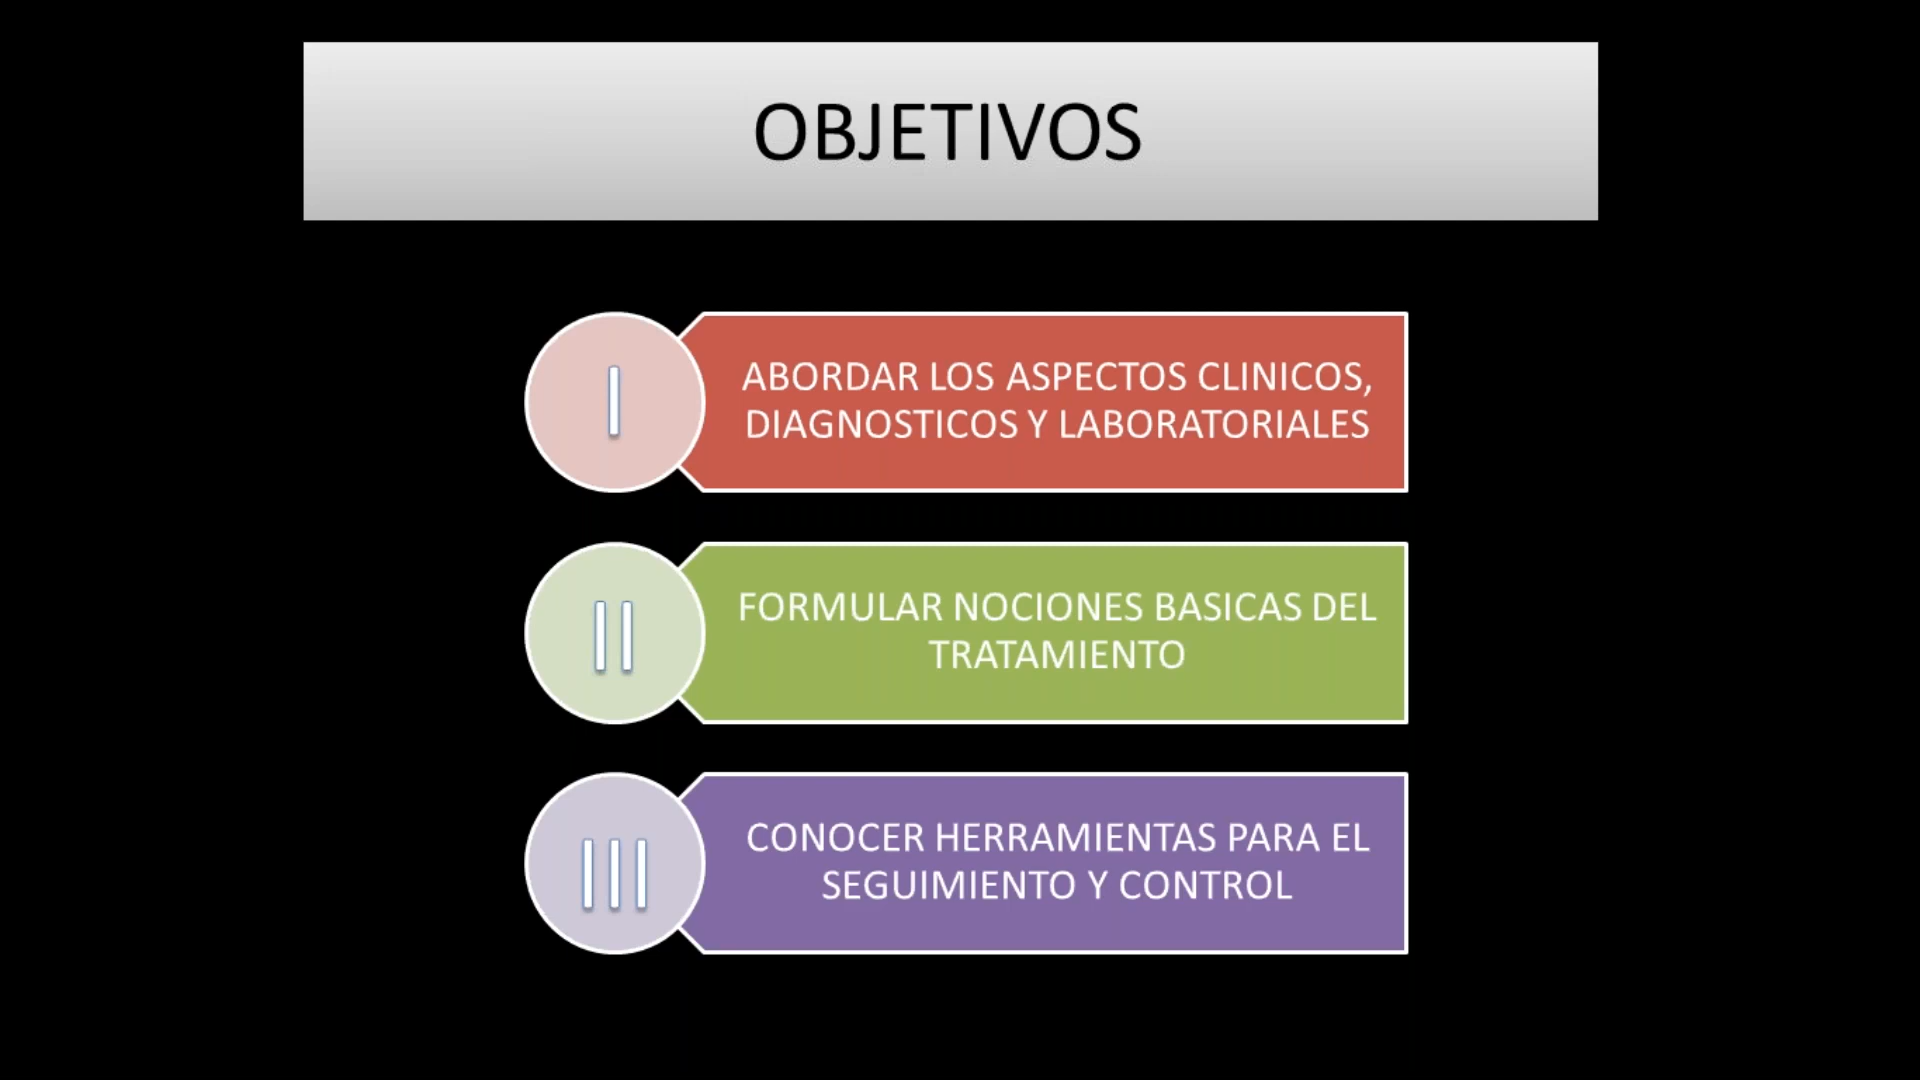 OBJETIVOS
I
ABORDAR LOS ASPECTOS CLINICOS,
DIAGNOSTICOS Y LABORATORIALES
II
FORMULAR NOCIONES BASICAS DEL
TRATAMIENTO
III
CONOCER HERRAMIENTAS PARA EL
SEGUIMIENTO Y CONTROL